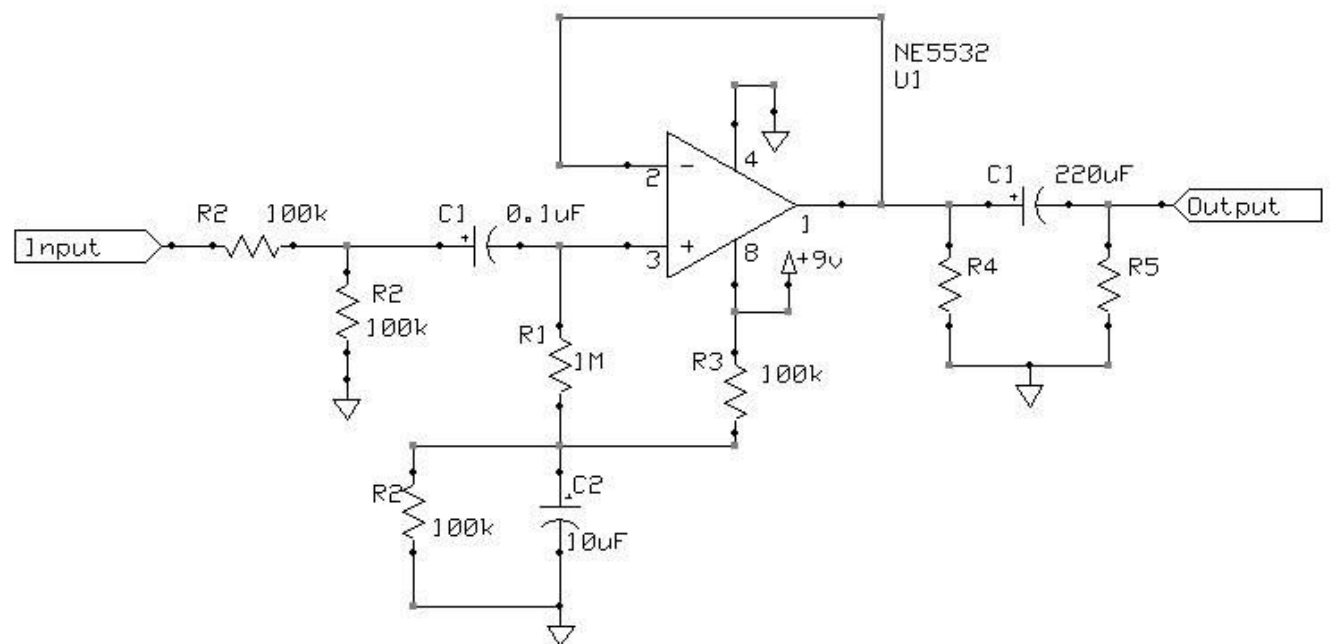 NE5532
U1
4
2
-
C1
220uF
Output
1
R2
100k
C1
0.1uF
Input
3
+
8
+9v
R4
R5
R2
100k
R1
1M
R3
100k
R2
100k
C2
10uF